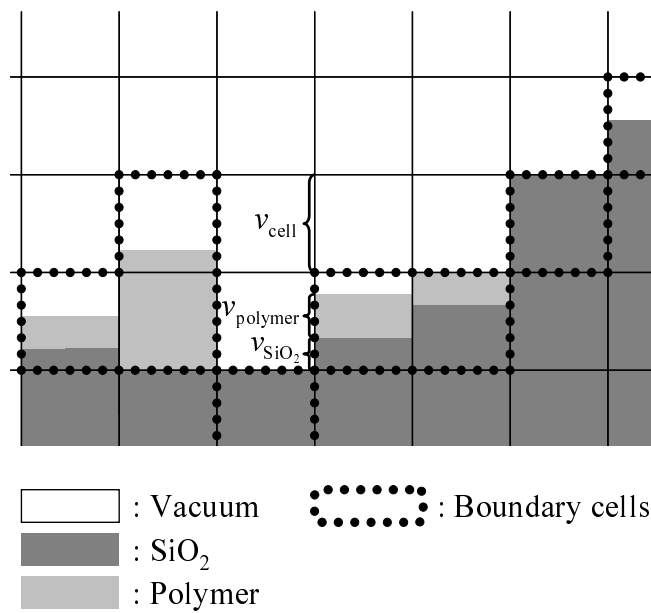 v_cell
v_polymer
v_SiO₂
: Vacuum
: Boundary cells
: SiO₂
: Polymer